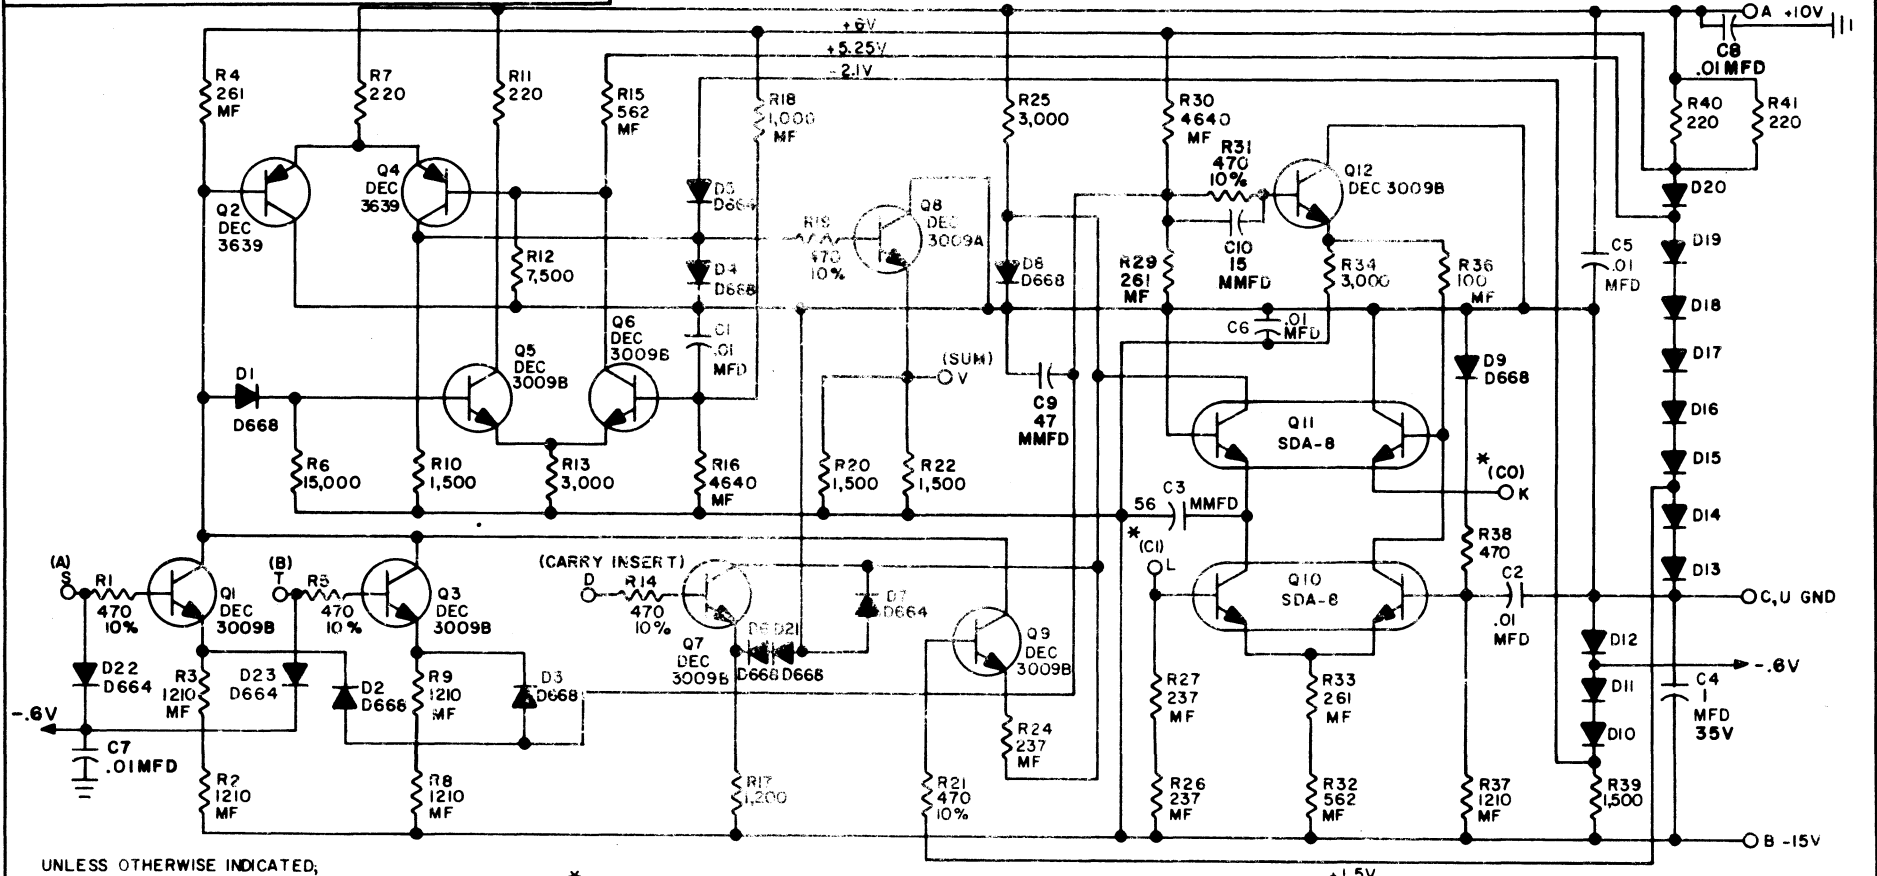 A +10V
+6V
+5.25V
-2.1V
C8
.01MFD
R4
261
MF
R7
220
R11
220
R15
562
MF
R18
1,000
MF
R25
3,000
R30
4640
MF
R31
470
10%
R40
220
R41
220
Q2
DEC
3639
Q4
DEC
3639
R12
7,500
D3
D664
D4
D668
R19
470
10%
Q8
DEC
3009A
D8
D668
R29
261
MF
C10
15
MMFD
Q12
DEC 3009B
R34
3,000
R36
100
MF
C5
.01
MFD
D20
D19
D18
D17
D16
D15
D14
D13
C1
.01
MFD
C6
.01
MFD
D9
D668
D1
D668
Q5
DEC
3009B
Q6
DEC
3009B
(SUM)
V
C9
47
MMFD
Q11
SDA-8
* (CO)
K
R6
15,000
R10
1,500
R13
3,000
R16
4640
MF
R20
1,500
R22
1,500
C3
56 MMFD
* (CI)
L
R38
470
C2
.01
MFD
C,U GND
(A)
S
R1
470
10%
Q1
DEC
3009B
(B)
T
R5
470
10%
Q3
DEC
3009B
(CARRY INSERT)
D
R14
470
10%
Q7
DEC
3009B
D6 D21
D668 D668
D7
D664
Q9
DEC
3009B
Q10
SDA-8
D12
D11
D10
-.6V
C4
1
MFD
35V
D22
D664
R3
1210
MF
D23
D664
D2
D668
R9
1210
MF
D3
D668
R24
237
MF
R27
237
MF
R33
261
MF
-.6V
C7
.01MFD
R2
1210
MF
R8
1210
MF
R17
1,200
R21
470
10%
R26
237
MF
R32
562
MF
R37
1210
MF
R39
1,500
B -15V
UNLESS OTHERWISE INDICATED;
*
+1.5V